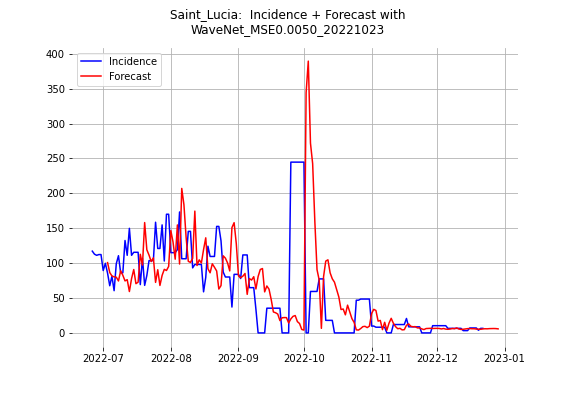 Saint_Lucia:  Incidence + Forecast with
WaveNet_MSE0.0050_20221023
Incidence
Forecast
400
350
300
250
200
150
100
50
0
2022-07 2022-08 2022-09 2022-10 2022-11 2022-12 2023-01